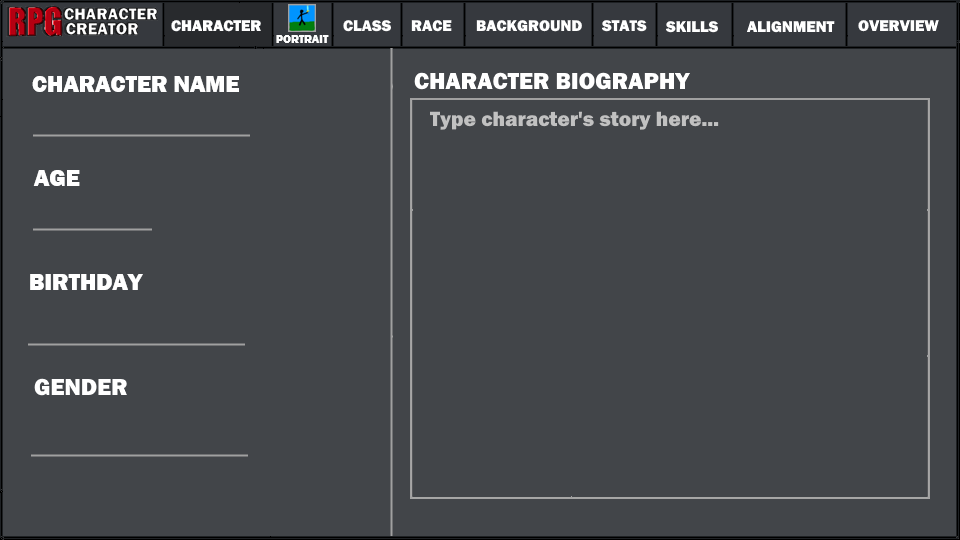 RPG CHARACTER
CREATOR
CHARACTER
PORTRAIT
CLASS
RACE
BACKGROUND
STATS
SKILLS
ALIGNMENT
OVERVIEW
CHARACTER NAME
AGE
BIRTHDAY
GENDER
CHARACTER BIOGRAPHY
Type character's story here...